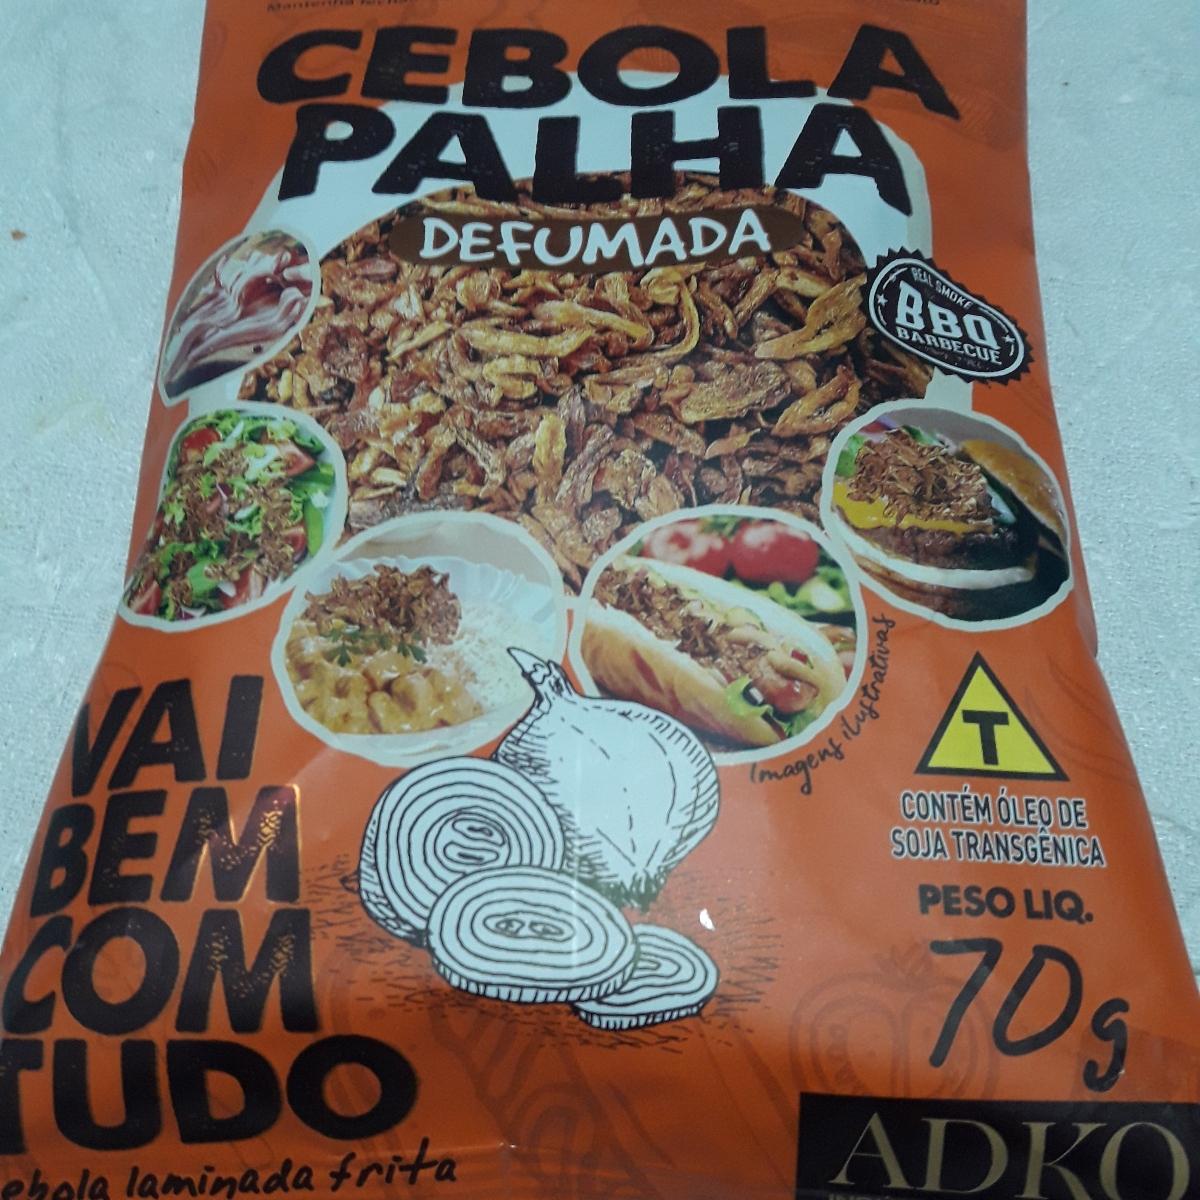 CEBOLA
PALHA
DEFUMADA
REAL SMOKE
BBQ
BARBECUE
imagens ilustrativas
T
CONTÉM ÓLEO DE
SOJA TRANSGÊNICA
PESO LIQ.
70g
VAI
BEM
COM
TUDO
laminada frita
ADKO